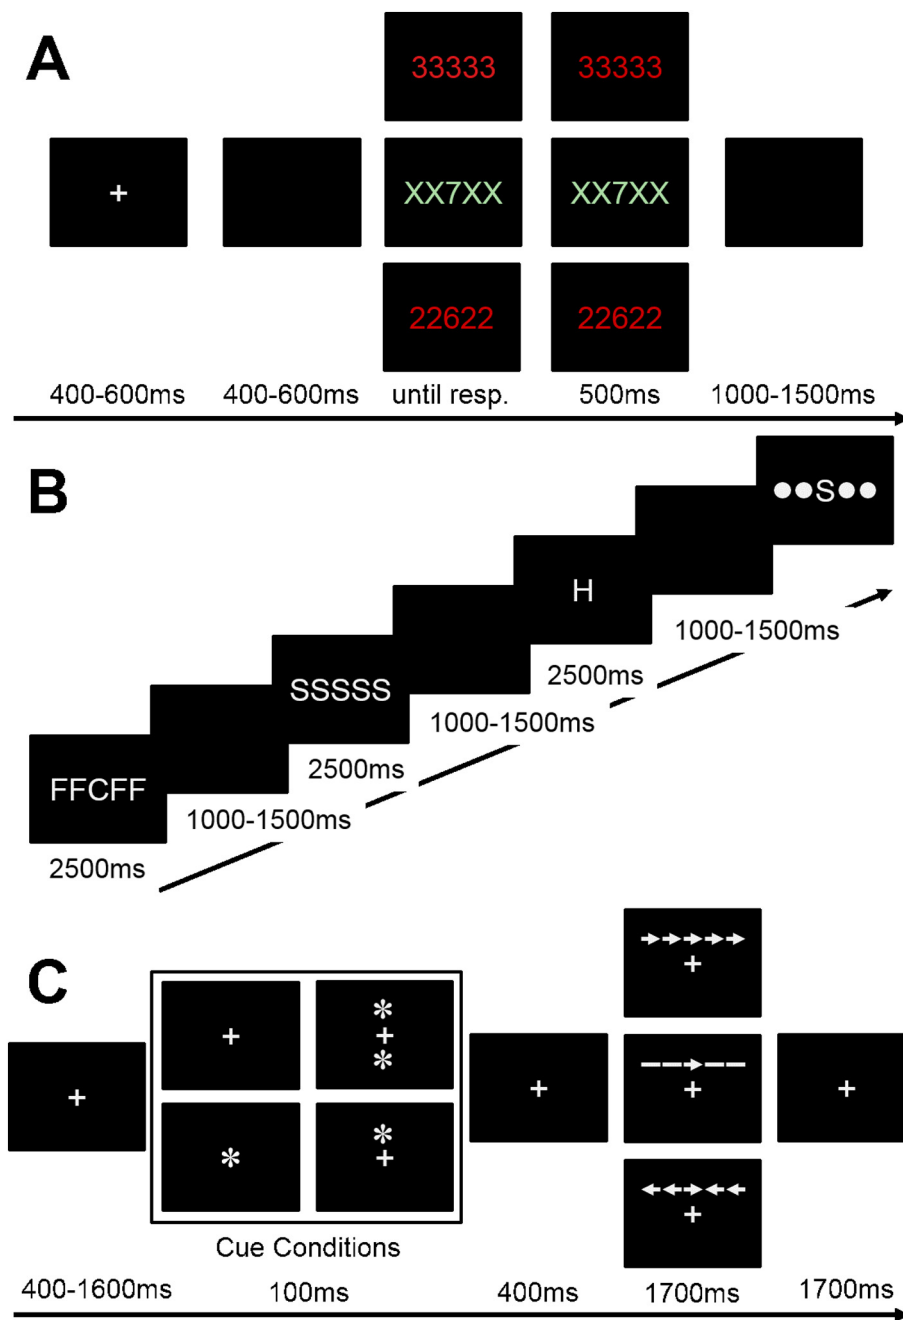 A
33333
33333
+
XX7XX
XX7XX
22622
22622
400-600ms
400-600ms
until resp.
500ms
1000-1500ms
B
FFCFF
2500ms
1000-1500ms
SSSSS
2500ms
1000-1500ms
H
2500ms
1000-1500ms
S
C
+
+
*
+
*
*
*
+
+
+
+
+
+
Cue Conditions
400-1600ms
100ms
400ms
1700ms
1700ms